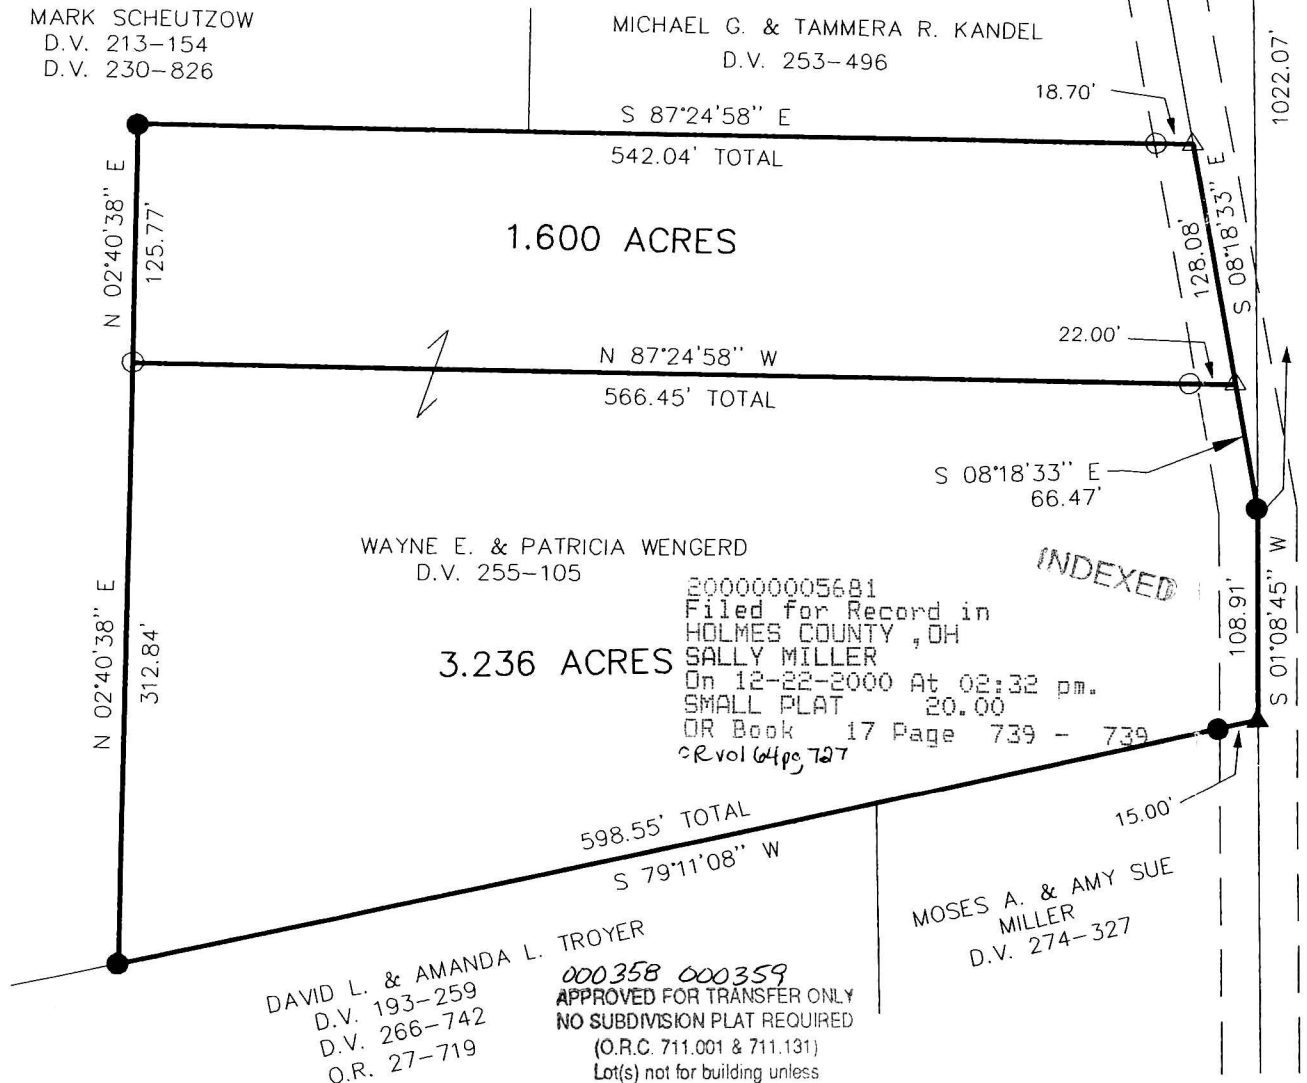 MARK SCHEUTZOW
D.V. 213-154
D.V. 230-826
MICHAEL G. & TAMMERA R. KANDEL
D.V. 253-496
18.70'
1022.07'
S 87°24'58" E
542.04' TOTAL
N 02°40'38" E
125.77'
1.600 ACRES
128.08'
S 08°18'33" E
22.00'
N 87°24'58" W
566.45' TOTAL
S 08°18'33" E
66.47'
WAYNE E. & PATRICIA WENGERD
D.V. 255-105
INDEXED
200000005681
Filed for Record in
HOLMES COUNTY ,OH
SALLY MILLER
On 12-22-2000 At 02:32 pm.
SMALL PLAT 20.00
OR Book 17 Page 739 - 739
OR vol 64 pg 727
N 02°40'38" E
312.84'
3.236 ACRES
108.91'
S 01°08'45" W
15.00'
598.55' TOTAL
S 79°11'08" W
MOSES A. & AMY SUE
MILLER
D.V. 274-327
DAVID L. & AMANDA L. TROYER
D.V. 193-259
D.V. 266-742
O.R. 27-719
000358 000359
APPROVED FOR TRANSFER ONLY
NO SUBDIVISION PLAT REQUIRED
(O.R.C. 711.001 & 711.131)
Lot(s) not for building unless